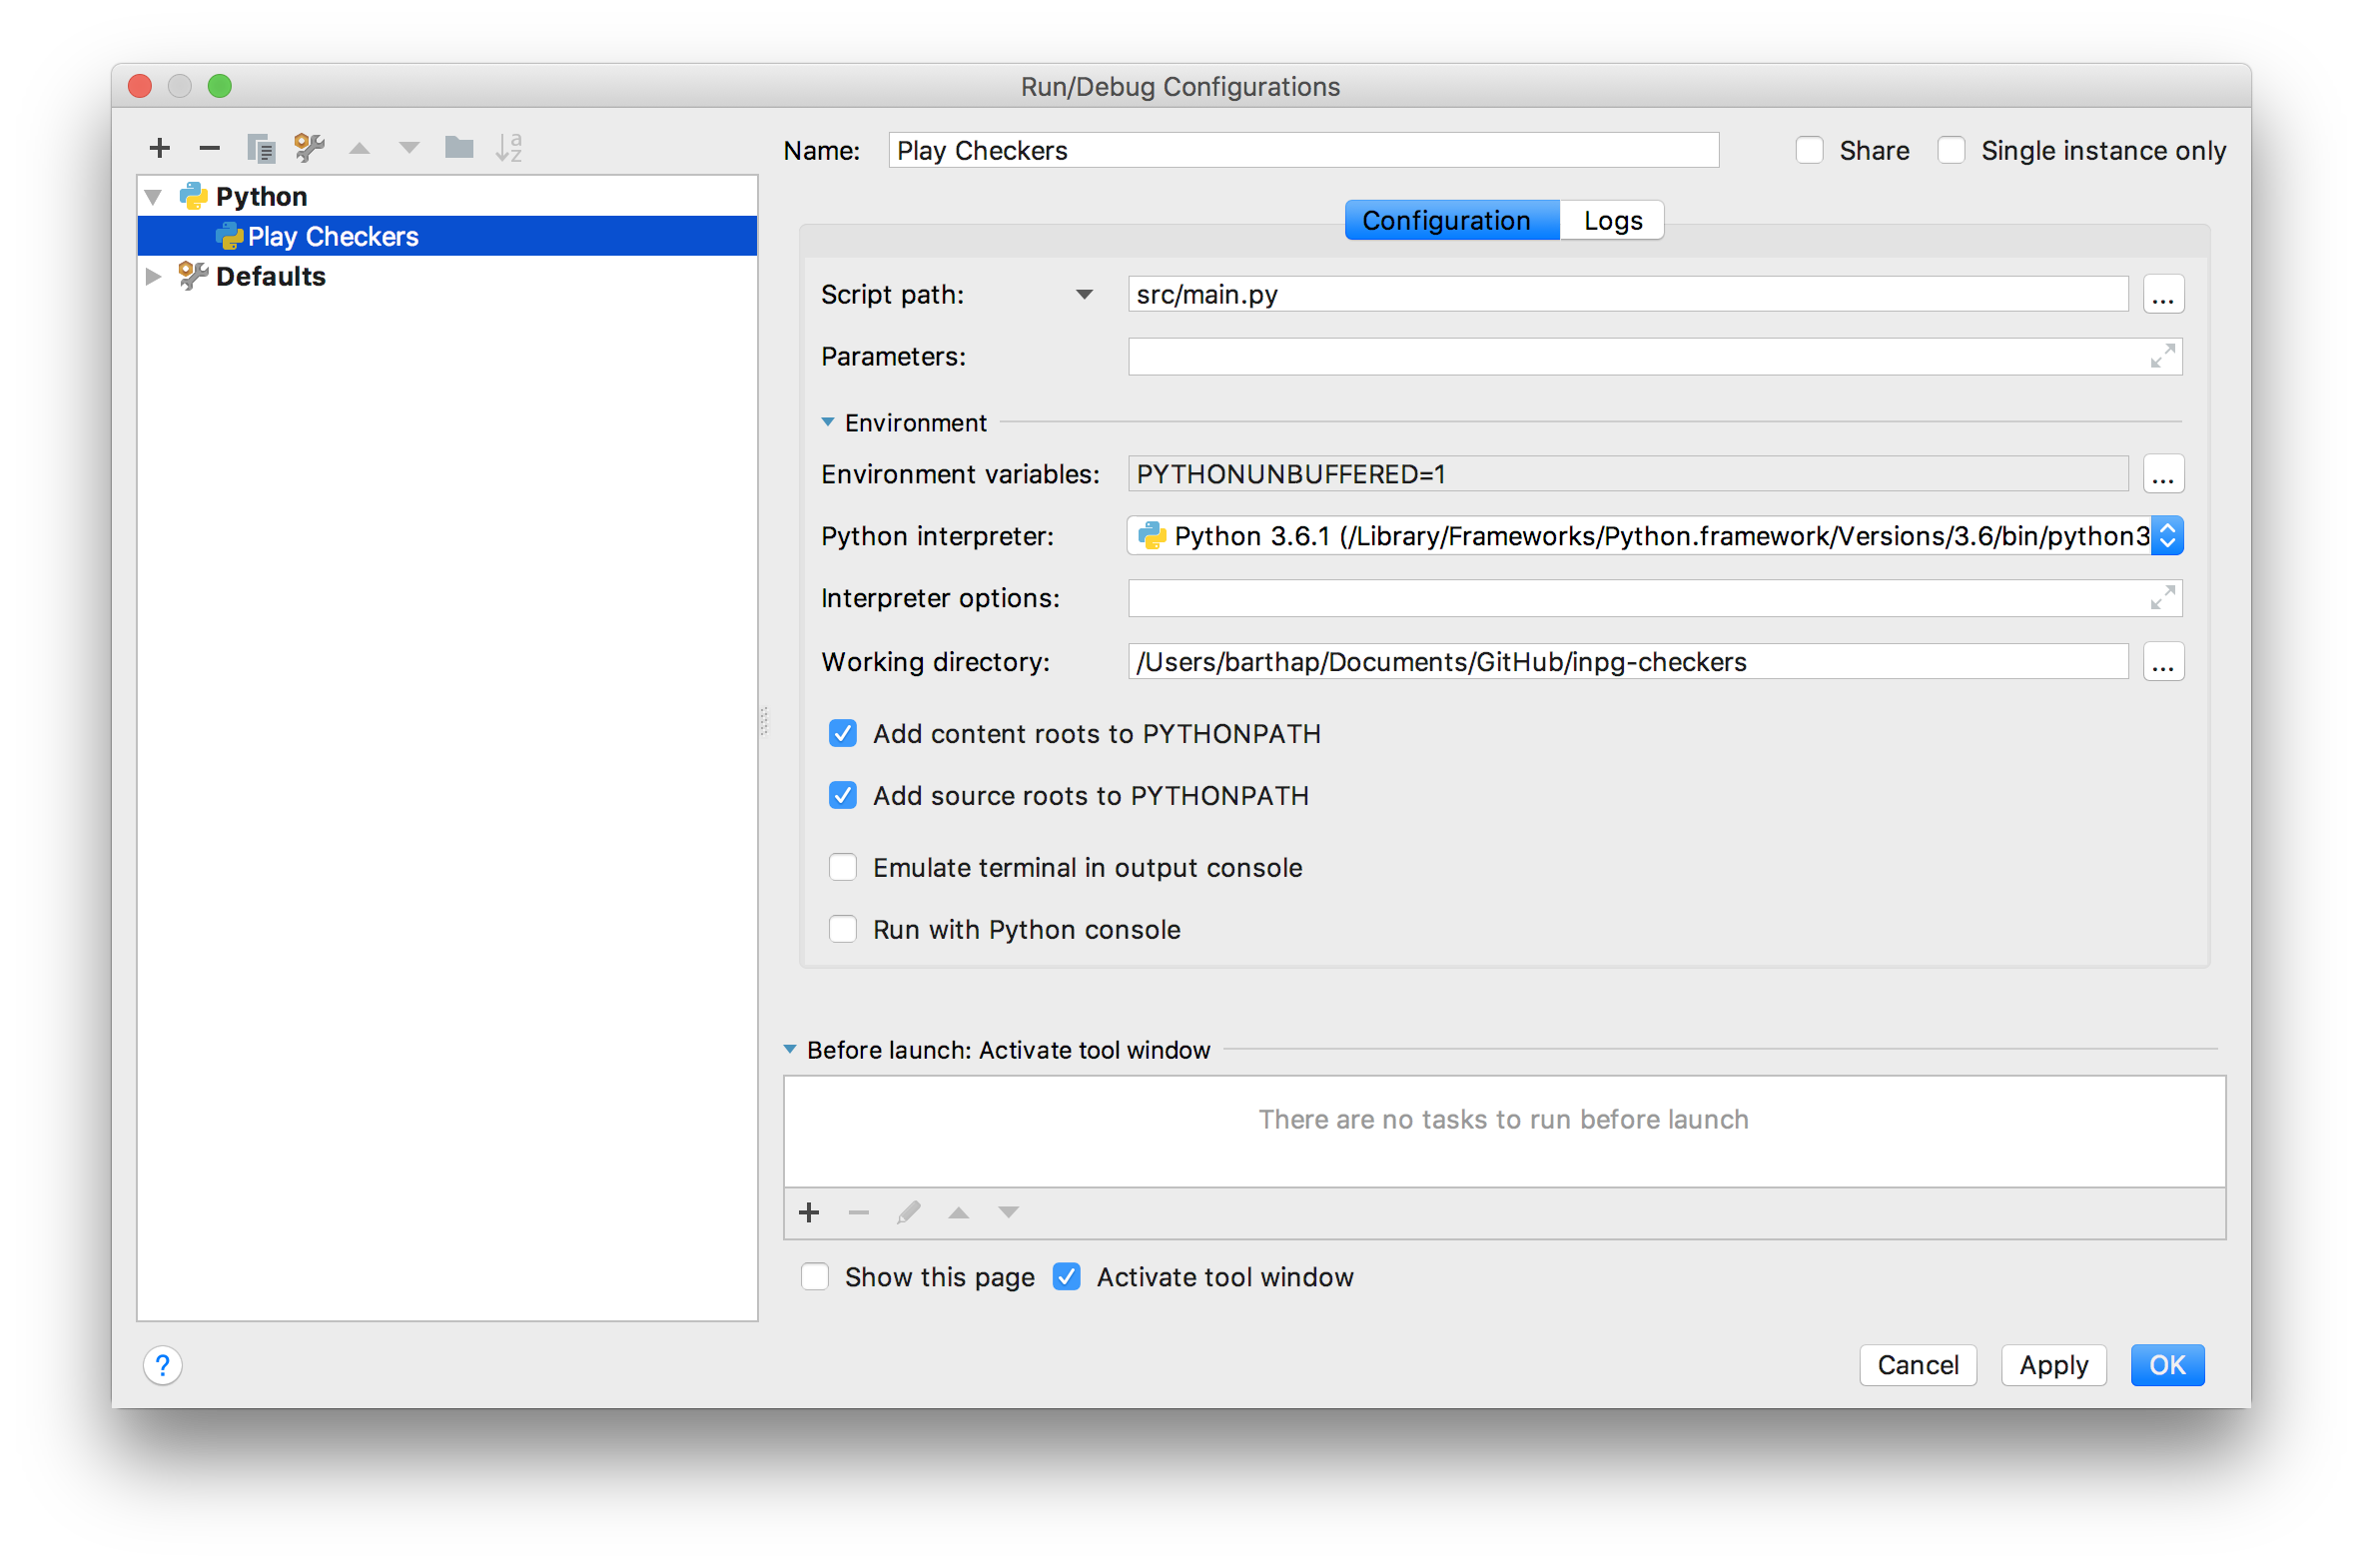 Run/Debug Configurations
Name: Play Checkers Share Single instance only
Python
Play Checkers
Defaults
Configuration Logs
Script path: src/main.py ...
Parameters:
Environment
Environment variables: PYTHONUNBUFFERED=1 ...
Python interpreter: Python 3.6.1 (/Library/Frameworks/Python.framework/Versions/3.6/bin/python3
Interpreter options:
Working directory: /Users/barthap/Documents/GitHub/inpg-checkers ...
Add content roots to PYTHONPATH
Add source roots to PYTHONPATH
Emulate terminal in output console
Run with Python console
Before launch: Activate tool window
There are no tasks to run before launch
Show this page Activate tool window
? Cancel Apply OK